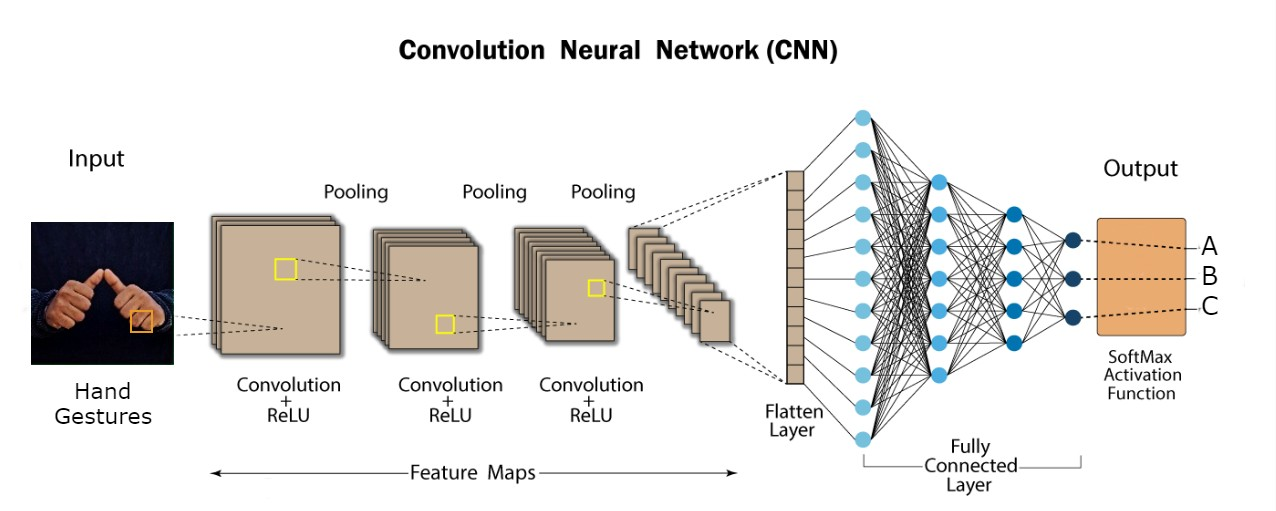 Convolution Neural Network (CNN)
Input
Pooling
Pooling
Pooling
Output
A
B
C
Hand
Gestures
Convolution
+
ReLU
Convolution
+
ReLU
Convolution
+
ReLU
Flatten
Layer
SoftMax
Activation
Function
Feature Maps
Fully
Connected
Layer